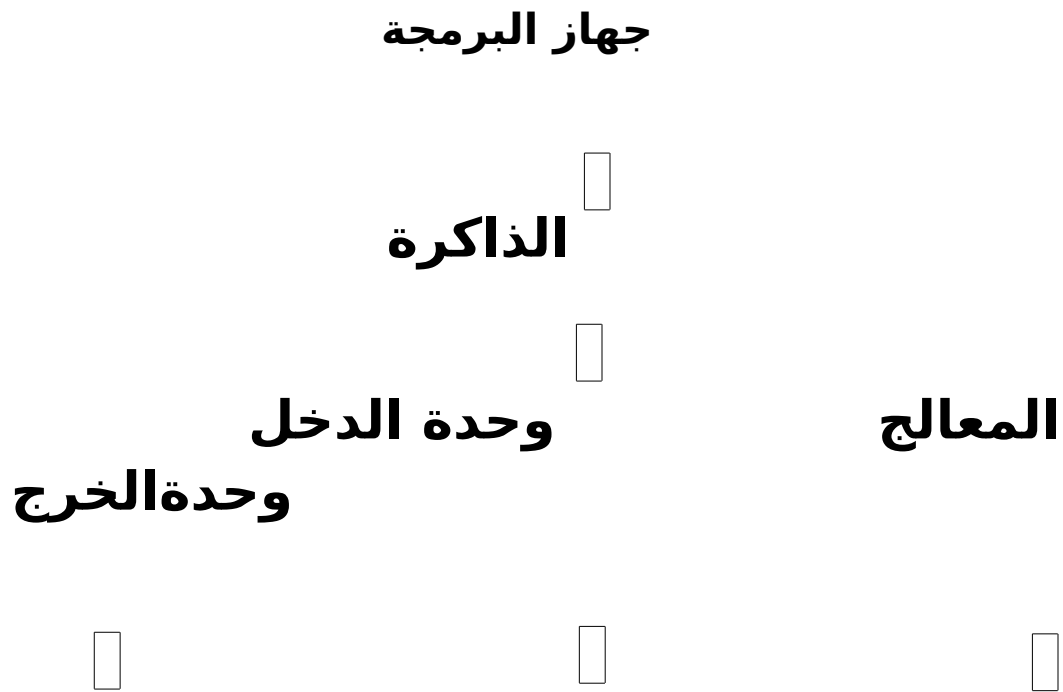 جهاز البرمجة
الذاكرة
المعالج وحدة الدخل
وحدةالخرج